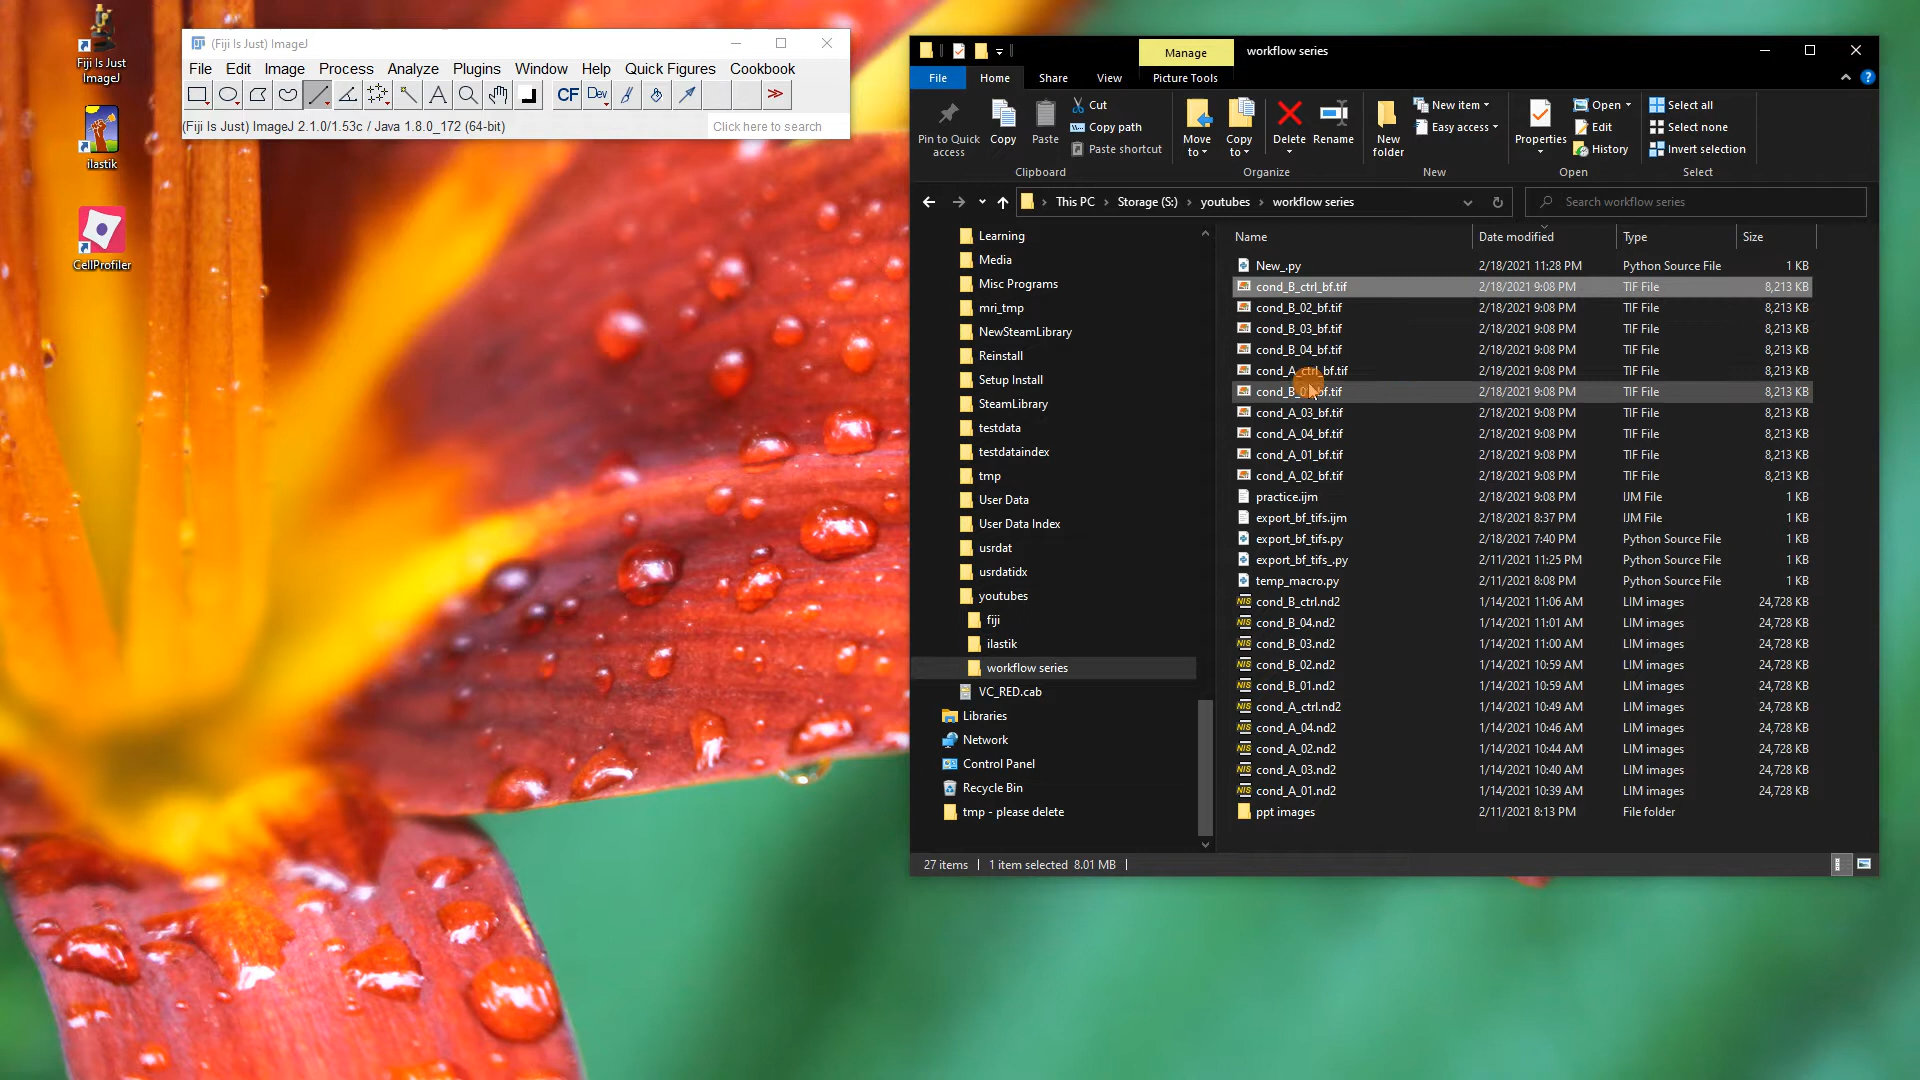 Fiji Is Just
ImageJ
ilastik
CellProfiler
(Fiji Is Just) ImageJ
File Edit Image Process Analyze Plugins Window Help Quick Figures Cookbook
CF Dev
(Fiji Is Just) ImageJ 2.1.0/1.53c / Java 1.8.0_172 (64-bit)
Click here to search
Manage
workflow series
File Home Share View Picture Tools
Pin to Quick access
Copy
Paste
Cut
Copy path
Paste shortcut
Clipboard
Move to
Copy to
Delete
Rename
Organize
New folder
New item
Easy access
New
Properties
Open
Edit
History
Open
Select all
Select none
Invert selection
Select
This PC > Storage (S:) > youtubes > workflow series
Search workflow series
Learning
Media
Misc Programs
mri_tmp
NewSteamLibrary
Reinstall
Setup Install
SteamLibrary
testdata
testdataindex
tmp
User Data
User Data Index
usrdat
usrdatidx
youtubes
fiji
ilastik
workflow series
VC_RED.cab
Libraries
Network
Control Panel
Recycle Bin
tmp - please delete
Name Date modified Type Size
New_.py 2/18/2021 11:28 PM Python Source File 1 KB
cond_B_ctrl_bf.tif 2/18/2021 9:08 PM TIF File 8,213 KB
cond_B_02_bf.tif 2/18/2021 9:08 PM TIF File 8,213 KB
cond_B_03_bf.tif 2/18/2021 9:08 PM TIF File 8,213 KB
cond_B_04_bf.tif 2/18/2021 9:08 PM TIF File 8,213 KB
cond_A_ctrl_bf.tif 2/18/2021 9:08 PM TIF File 8,213 KB
cond_B_01_bf.tif 2/18/2021 9:08 PM TIF File 8,213 KB
cond_A_03_bf.tif 2/18/2021 9:08 PM TIF File 8,213 KB
cond_A_04_bf.tif 2/18/2021 9:08 PM TIF File 8,213 KB
cond_A_01_bf.tif 2/18/2021 9:08 PM TIF File 8,213 KB
cond_A_02_bf.tif 2/18/2021 9:08 PM TIF File 8,213 KB
practice.ijm 2/18/2021 9:08 PM IJM File 1 KB
export_bf_tifs.ijm 2/18/2021 8:37 PM IJM File 1 KB
export_bf_tifs.py 2/18/2021 7:40 PM Python Source File 1 KB
export_bf_tifs_.py 2/11/2021 11:25 PM Python Source File 1 KB
temp_macro.py 2/11/2021 8:08 PM Python Source File 1 KB
cond_B_ctrl.nd2 1/14/2021 11:06 AM LIM images 24,728 KB
cond_B_04.nd2 1/14/2021 11:01 AM LIM images 24,728 KB
cond_B_03.nd2 1/14/2021 11:00 AM LIM images 24,728 KB
cond_B_02.nd2 1/14/2021 10:59 AM LIM images 24,728 KB
cond_B_01.nd2 1/14/2021 10:59 AM LIM images 24,728 KB
cond_A_ctrl.nd2 1/14/2021 10:49 AM LIM images 24,728 KB
cond_A_04.nd2 1/14/2021 10:46 AM LIM images 24,728 KB
cond_A_02.nd2 1/14/2021 10:44 AM LIM images 24,728 KB
cond_A_03.nd2 1/14/2021 10:40 AM LIM images 24,728 KB
cond_A_01.nd2 1/14/2021 10:39 AM LIM images 24,728 KB
ppt images 2/11/2021 8:13 PM File folder
27 items 1 item selected 8.01 MB